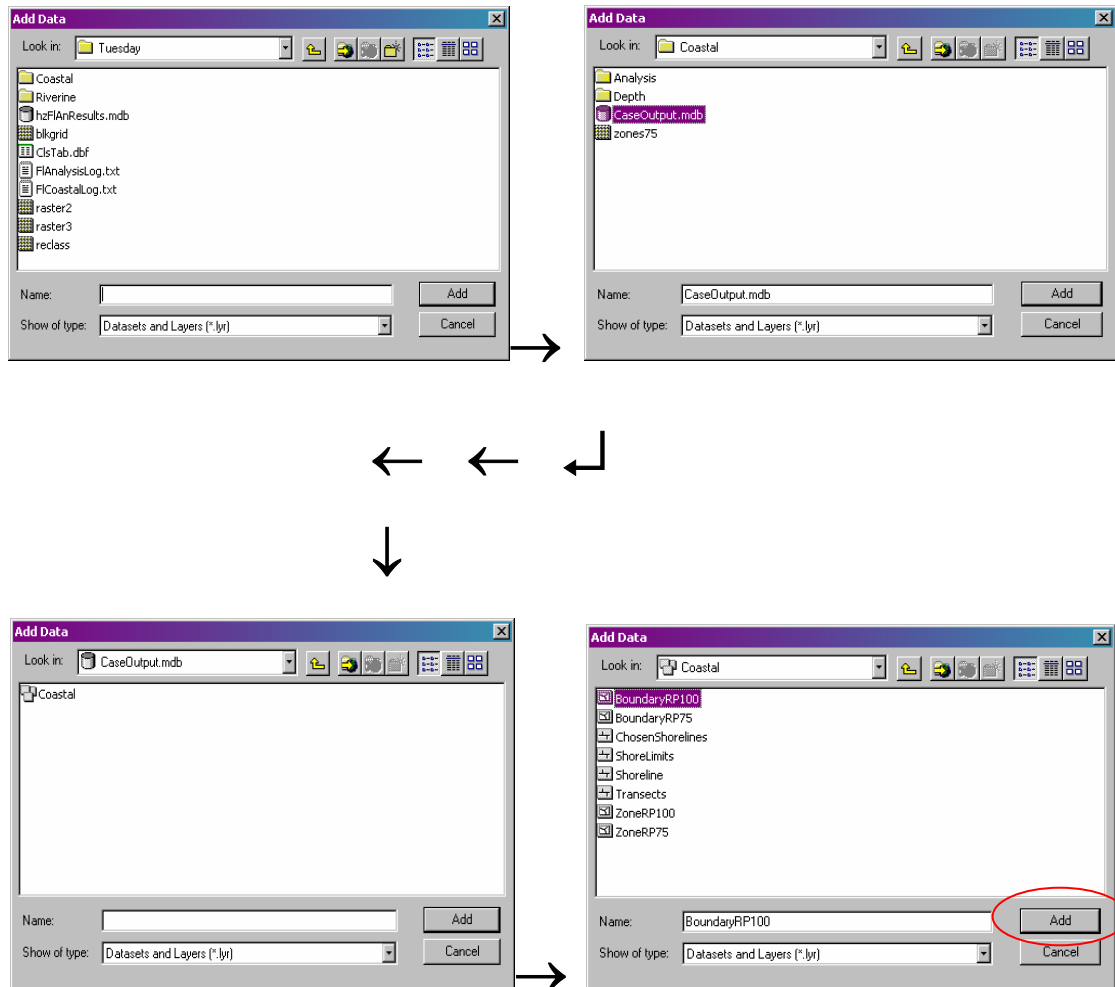 Add Data
Look in: Tuesday
Coastal
Riverine
hzFlAnResults.mdb
blkgrid
ClsTab.dbf
FlAnalysisLog.txt
FlCoastalLog.txt
raster2
raster3
reclass
Name: Add
Show of type: Datasets and Layers (*.lyr) Cancel
Add Data
Look in: Coastal
Analysis
Depth
CaseOutput.mdb
zones75
Name: CaseOutput.mdb Add
Show of type: Datasets and Layers (*.lyr) Cancel
Add Data
Look in: CaseOutput.mdb
Coastal
Name: Add
Show of type: Datasets and Layers (*.lyr) Cancel
Add Data
Look in: Coastal
BoundaryRP100
BoundaryRP75
ChosenShorelines
ShoreLimits
Shoreline
Transects
ZoneRP100
ZoneRP75
Name: BoundaryRP100 Add
Show of type: Datasets and Layers (*.lyr) Cancel